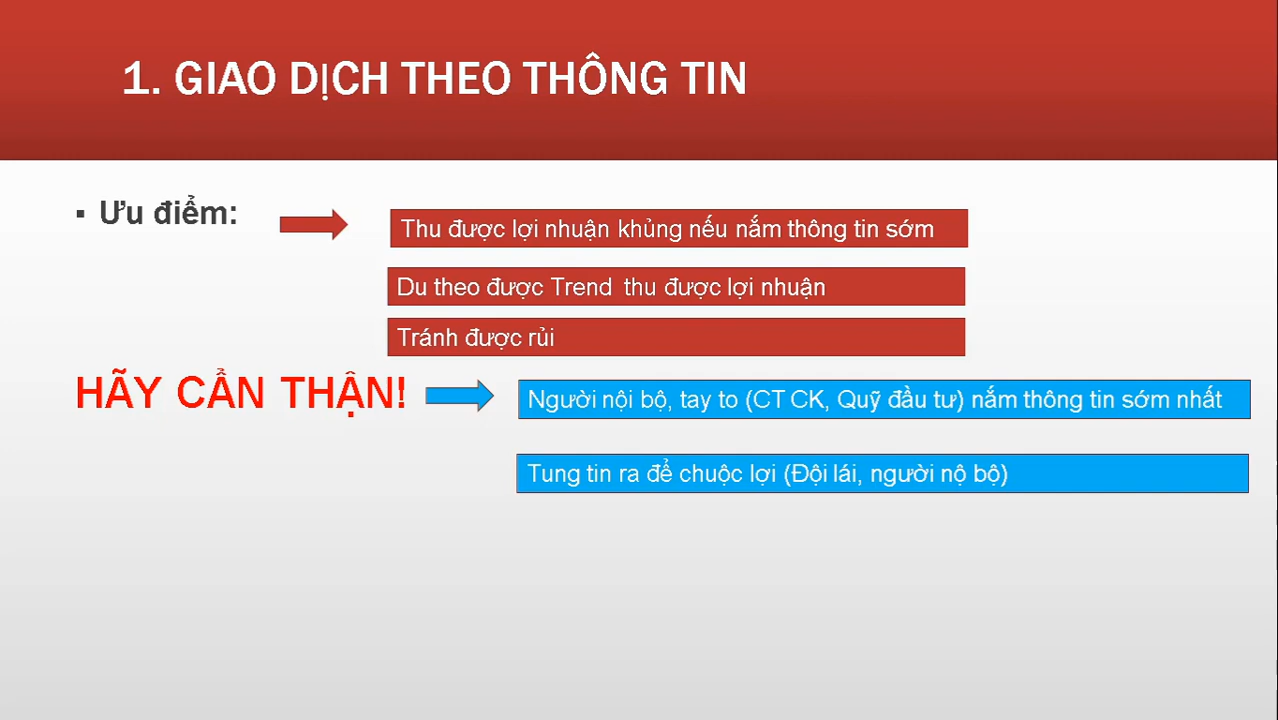 1. GIAO DỊCH THEO THÔNG TIN
▪ Ưu điểm:
Thu được lợi nhuận khủng nếu nắm thông tin sớm
Du theo được Trend thu được lợi nhuận
Tránh được rủi
HÃY CẨN THẬN!
Người nội bộ, tay to (CT CK, Quỹ đầu tư) nắm thông tin sớm nhất
Tung tin ra để chuộc lợi (Đội lái, người nộ bộ)